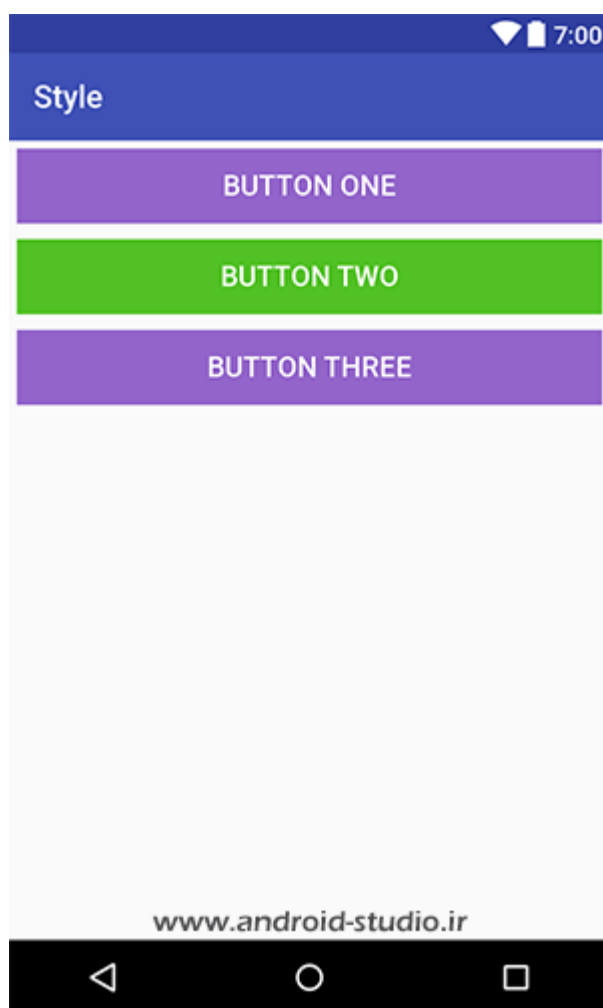 7:00
Style
BUTTON ONE
BUTTON TWO
BUTTON THREE
www.android-studio.ir